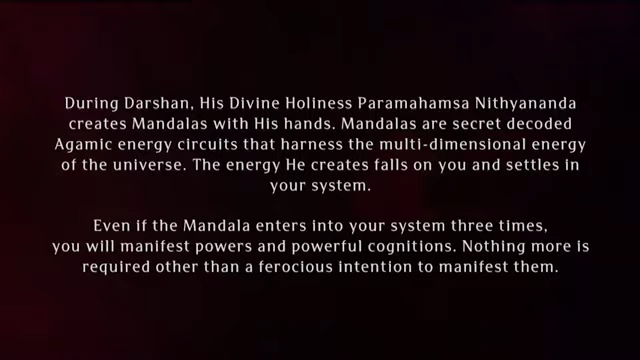 During Darshan, His Divine Holiness Paramahamsa Nithyananda
creates Mandalas with His hands. Mandalas are secret decoded
Agamic energy circuits that harness the multi-dimensional energy
of the universe. The energy He creates falls on you and settles in
your system.
Even if the Mandala enters into your system three times,
you will manifest powers and powerful cognitions. Nothing more is
required other than a ferocious intention to manifest them.